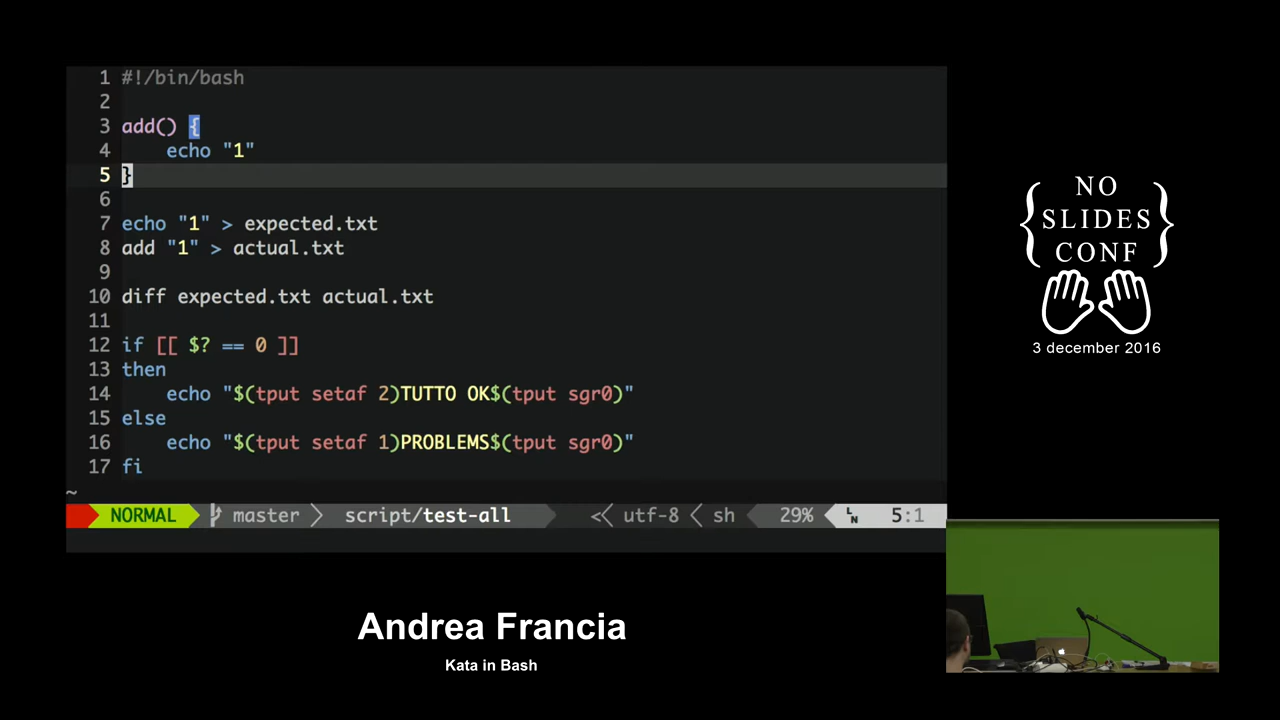 1 #!/bin/bash
2
3 add() {
4     echo "1"
5 }
6
7 echo "1" > expected.txt
8 add "1" > actual.txt
9
10 diff expected.txt actual.txt
11
12 if [[ $? == 0 ]]
13 then
14     echo "$(tput setaf 2)TUTTO OK$(tput sgr0)"
15 else
16     echo "$(tput setaf 1)PROBLEMS$(tput sgr0)"
17 fi
~
NORMAL master script/test-all utf-8 sh 29% LN 5:1
NO
SLIDES
CONF
3 december 2016
Andrea Francia
Kata in Bash